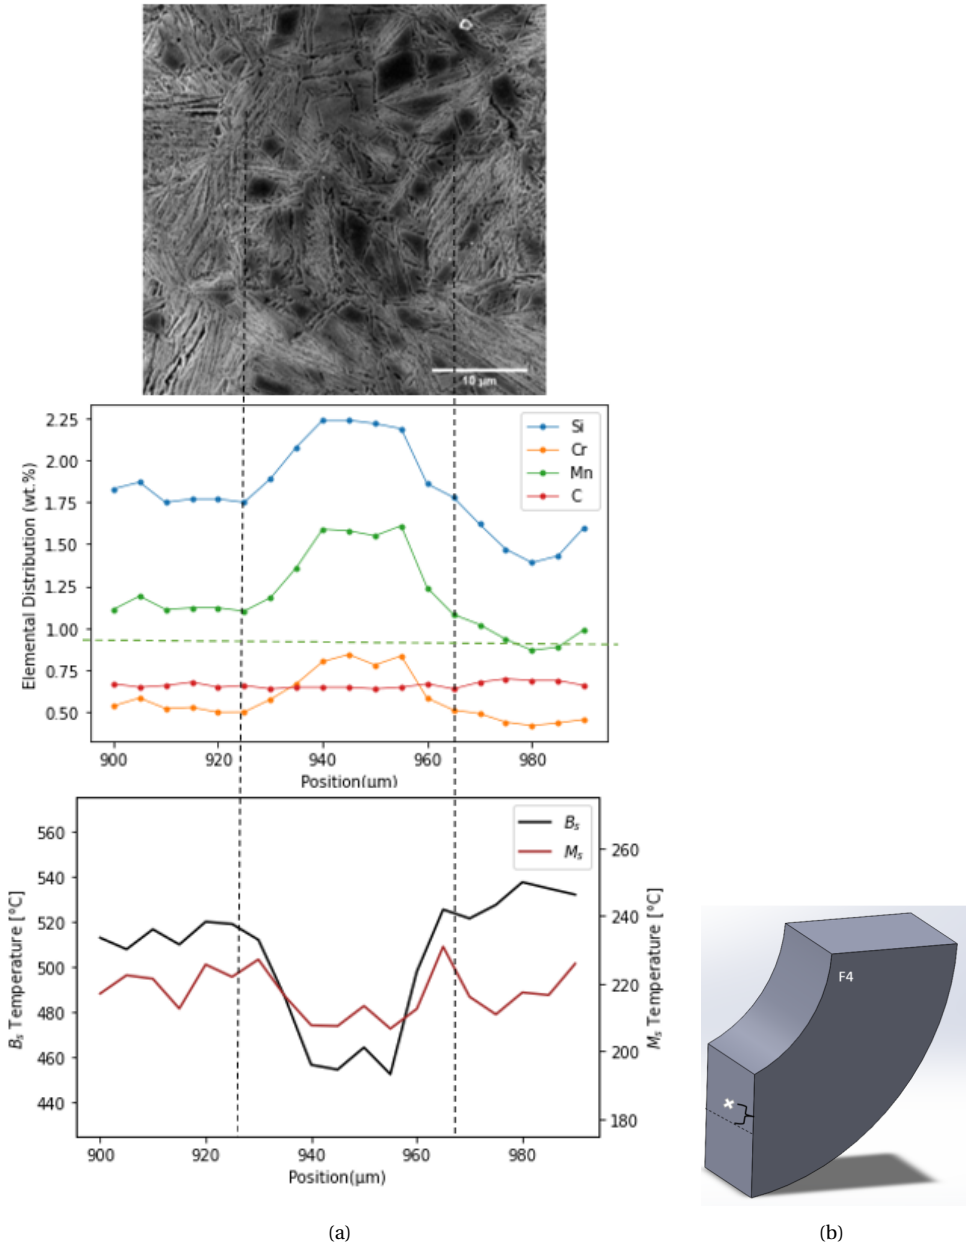 10 μm
2.25
2.00
1.75
1.50
1.25
1.00
0.75
0.50
Elemental Distribution (wt.%)
Si
Cr
Mn
C
900
920
940
960
980
Position(μm)
560
540
520
500
480
460
440
Bs Temperature [°C]
Bs
Ms
260
240
220
200
180
Ms Temperature [°C]
900
920
940
960
980
Position(μm)
F4
(a)
(b)